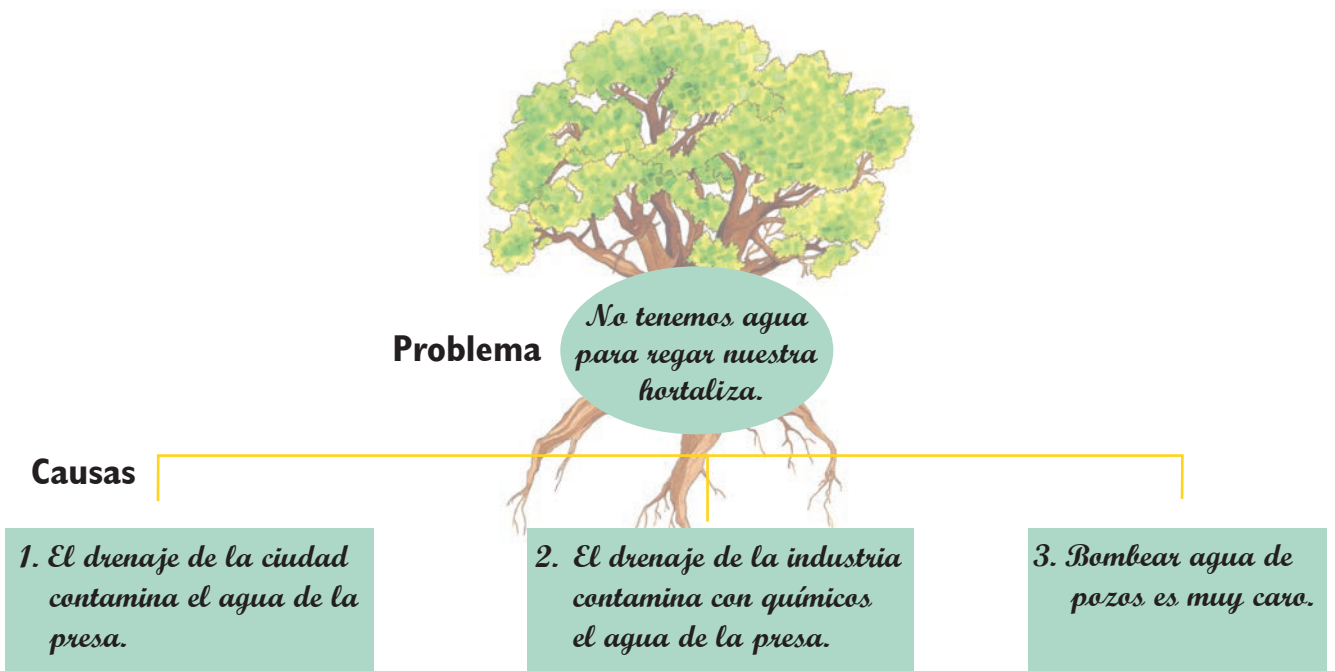 No tenemos agua
para regar nuestra
hortaliza.
Problema
Causas
1. El drenaje de la ciudad
contamina el agua de la
presa.
2. El drenaje de la industria
contamina con químicos
el agua de la presa.
3. Bombear agua de
pozos es muy caro.